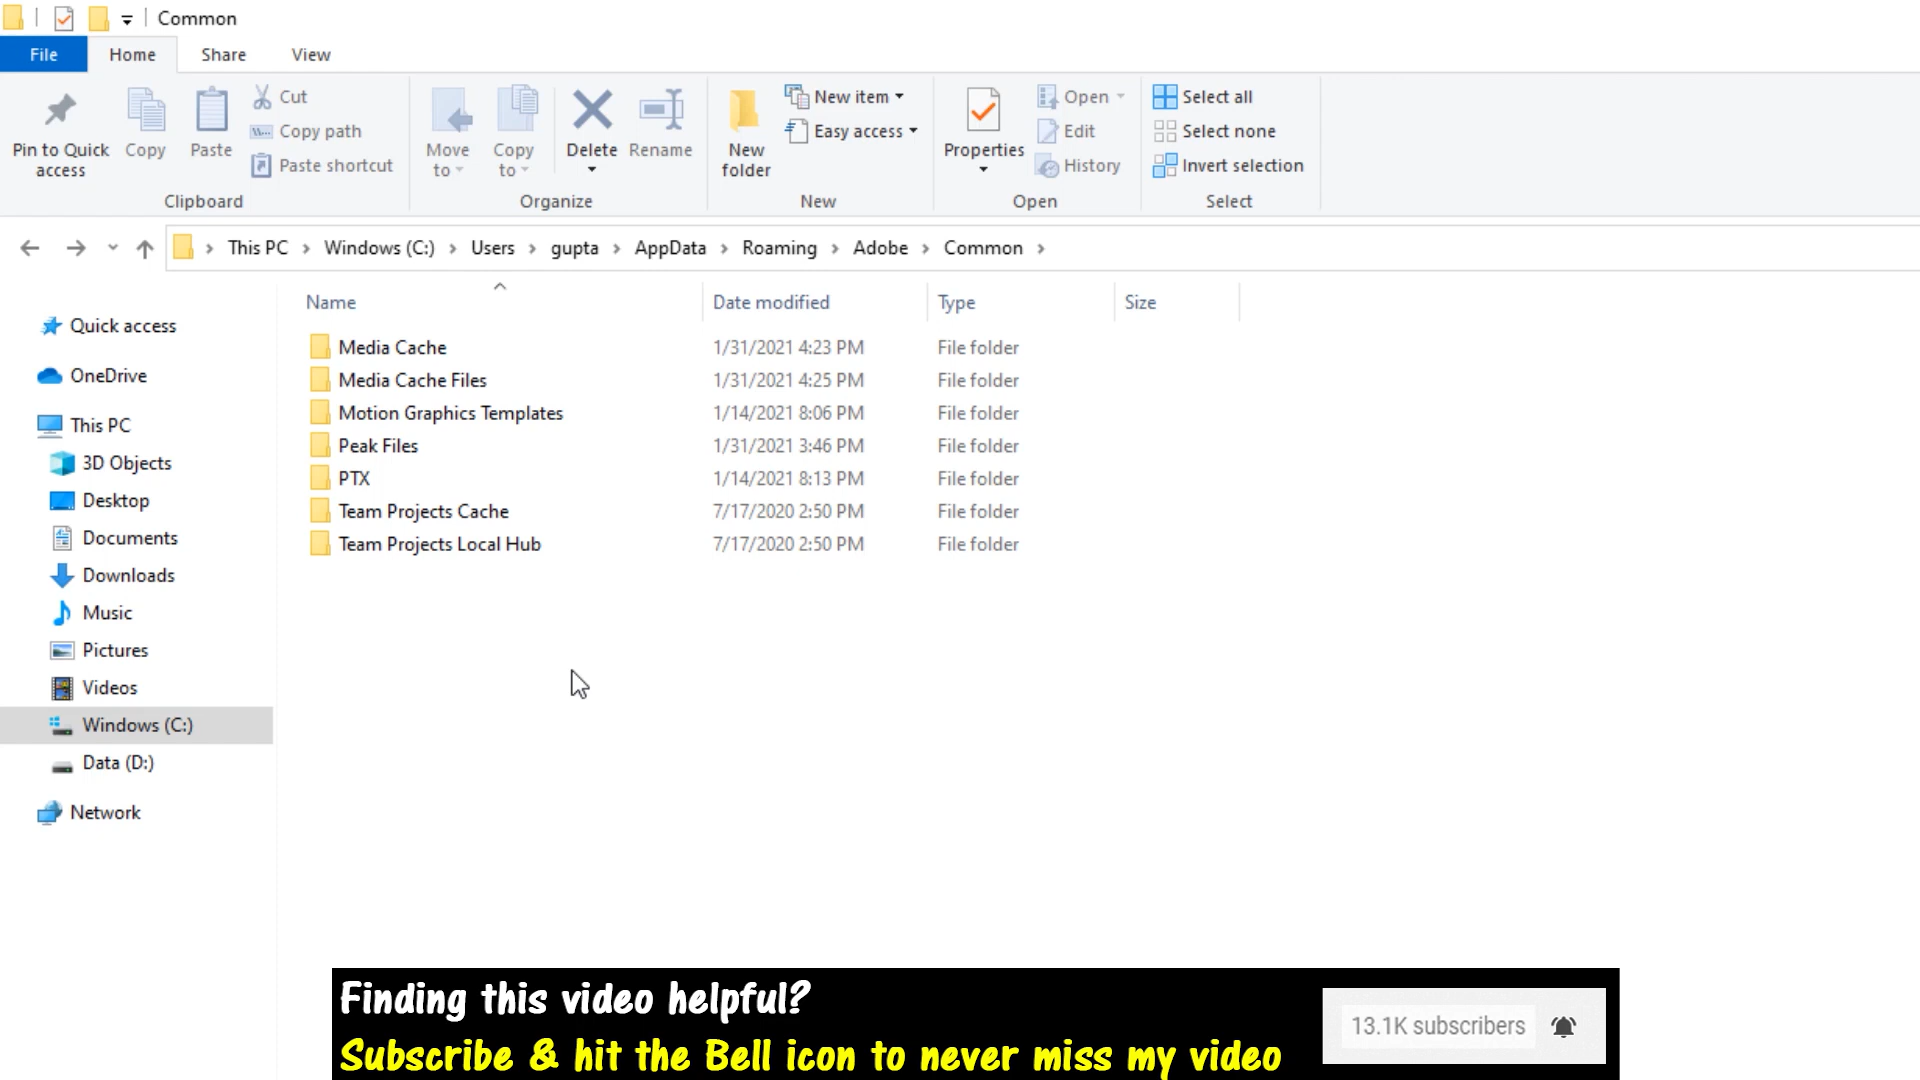 Common
File Home Share View
Pin to Quick access
Copy
Paste
Cut
Copy path
Paste shortcut
Clipboard
Move to
Copy to
Delete
Rename
Organize
New folder
New item
Easy access
New
Properties
Open
Edit
History
Open
Select all
Select none
Invert selection
Select
This PC > Windows (C:) > Users > gupta > AppData > Roaming > Adobe > Common >
Name Date modified Type Size
Quick access
OneDrive
This PC
3D Objects
Desktop
Documents
Downloads
Music
Pictures
Videos
Windows (C:)
Data (D:)
Network
Media Cache 1/31/2021 4:23 PM File folder
Media Cache Files 1/31/2021 4:25 PM File folder
Motion Graphics Templates 1/14/2021 8:06 PM File folder
Peak Files 1/31/2021 3:46 PM File folder
PTX 1/14/2021 8:13 PM File folder
Team Projects Cache 7/17/2020 2:50 PM File folder
Team Projects Local Hub 7/17/2020 2:50 PM File folder
Finding this video helpful?
Subscribe & hit the Bell icon to never miss my video
13.1K subscribers